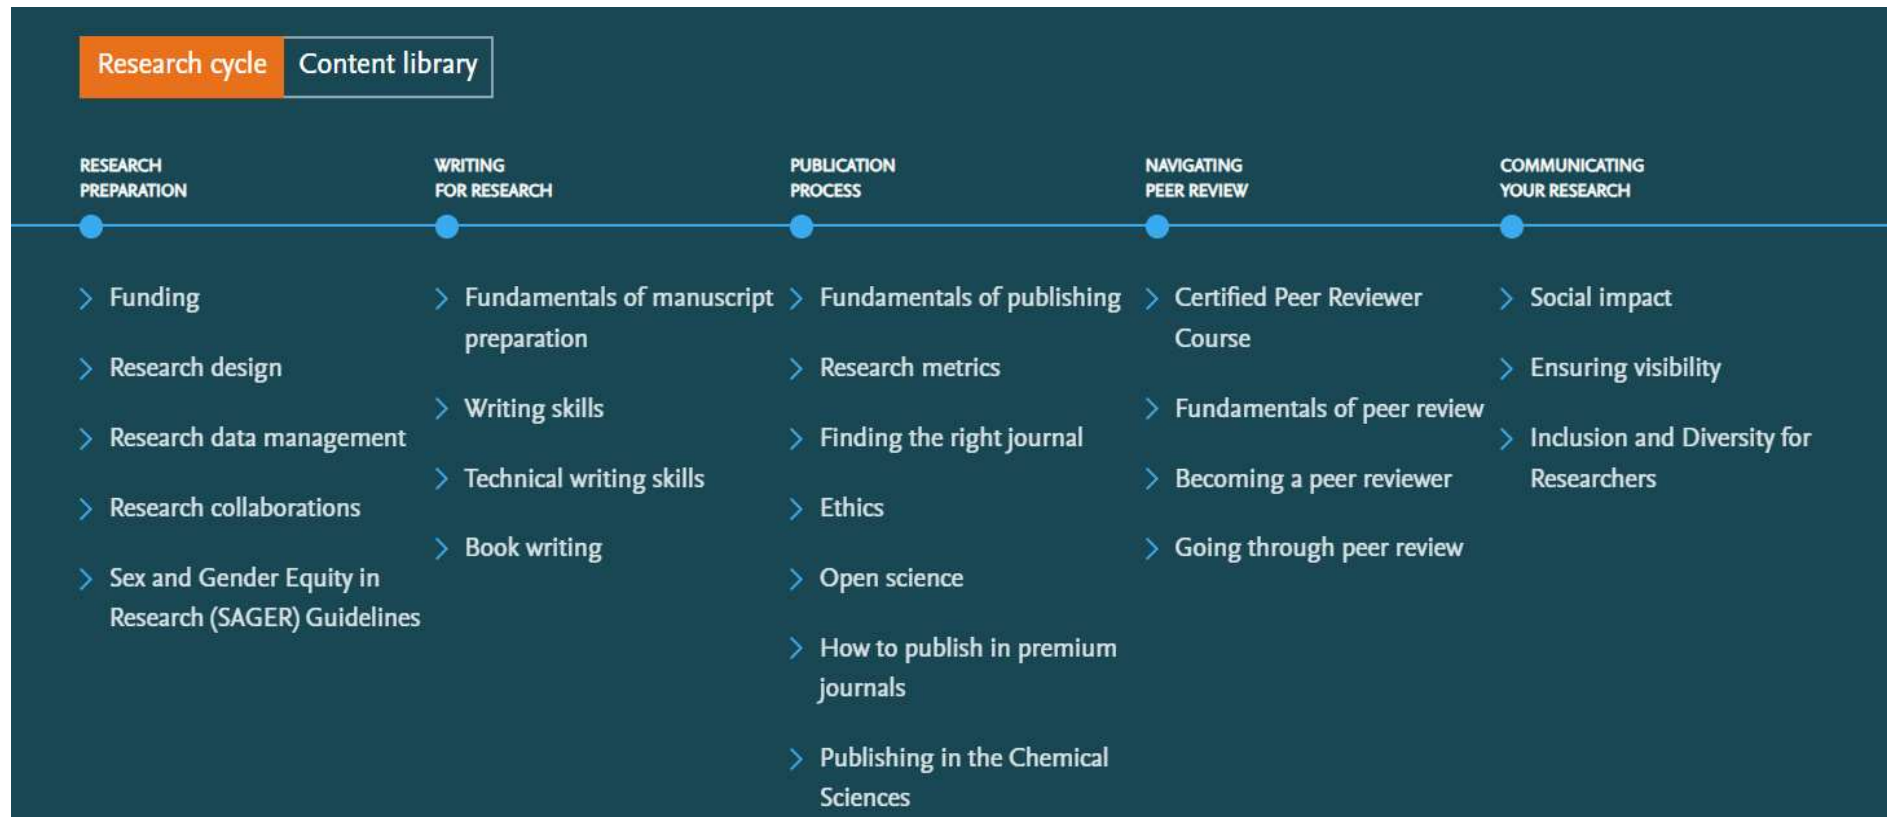 Research cycle
Content library
RESEARCH
PREPARATION
Funding
Research design
Research data management
Research collaborations
Sex and Gender Equity in
Research (SAGER) Guidelines
WRITING
FOR RESEARCH
Fundamentals of manuscript
preparation
Writing skills
Technical writing skills
Book writing
PUBLICATION
PROCESS
Fundamentals of publishing
Research metrics
Finding the right journal
Ethics
Open science
How to publish in premium
journals
Publishing in the Chemical
Sciences
NAVIGATING
PEER REVIEW
Certified Peer Reviewer
Course
Fundamentals of peer review
Becoming a peer reviewer
Going through peer review
COMMUNICATING
YOUR RESEARCH
Social impact
Ensuring visibility
Inclusion and Diversity for
Researchers